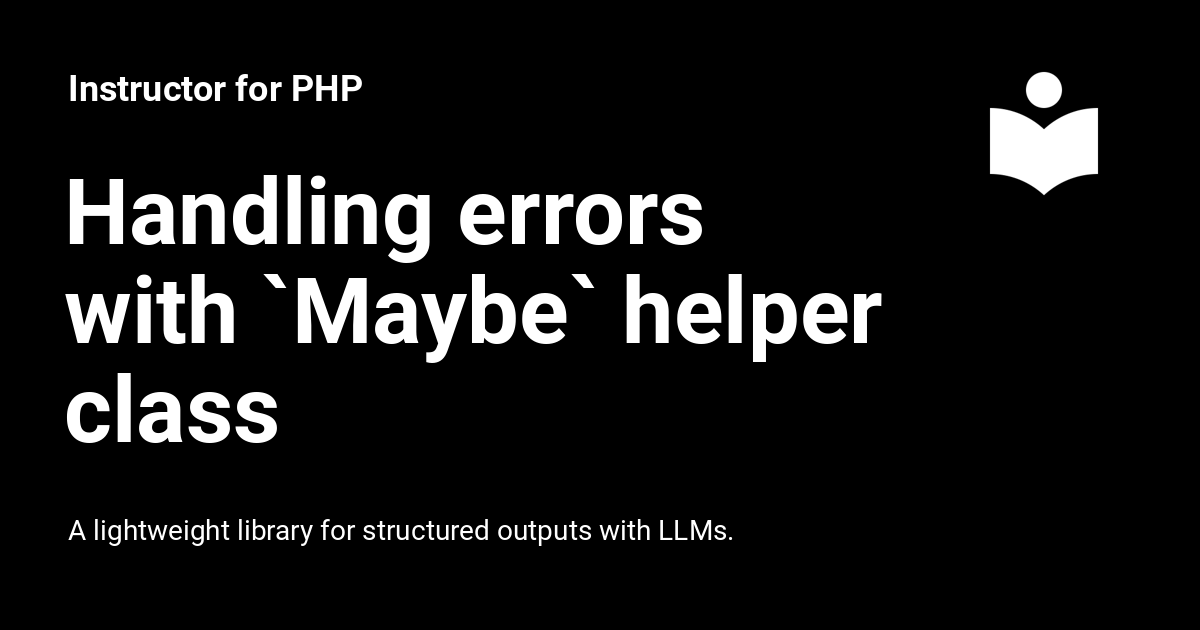 Instructor for PHP
Handling errors
with `Maybe` helper
class
A lightweight library for structured outputs with LLMs.